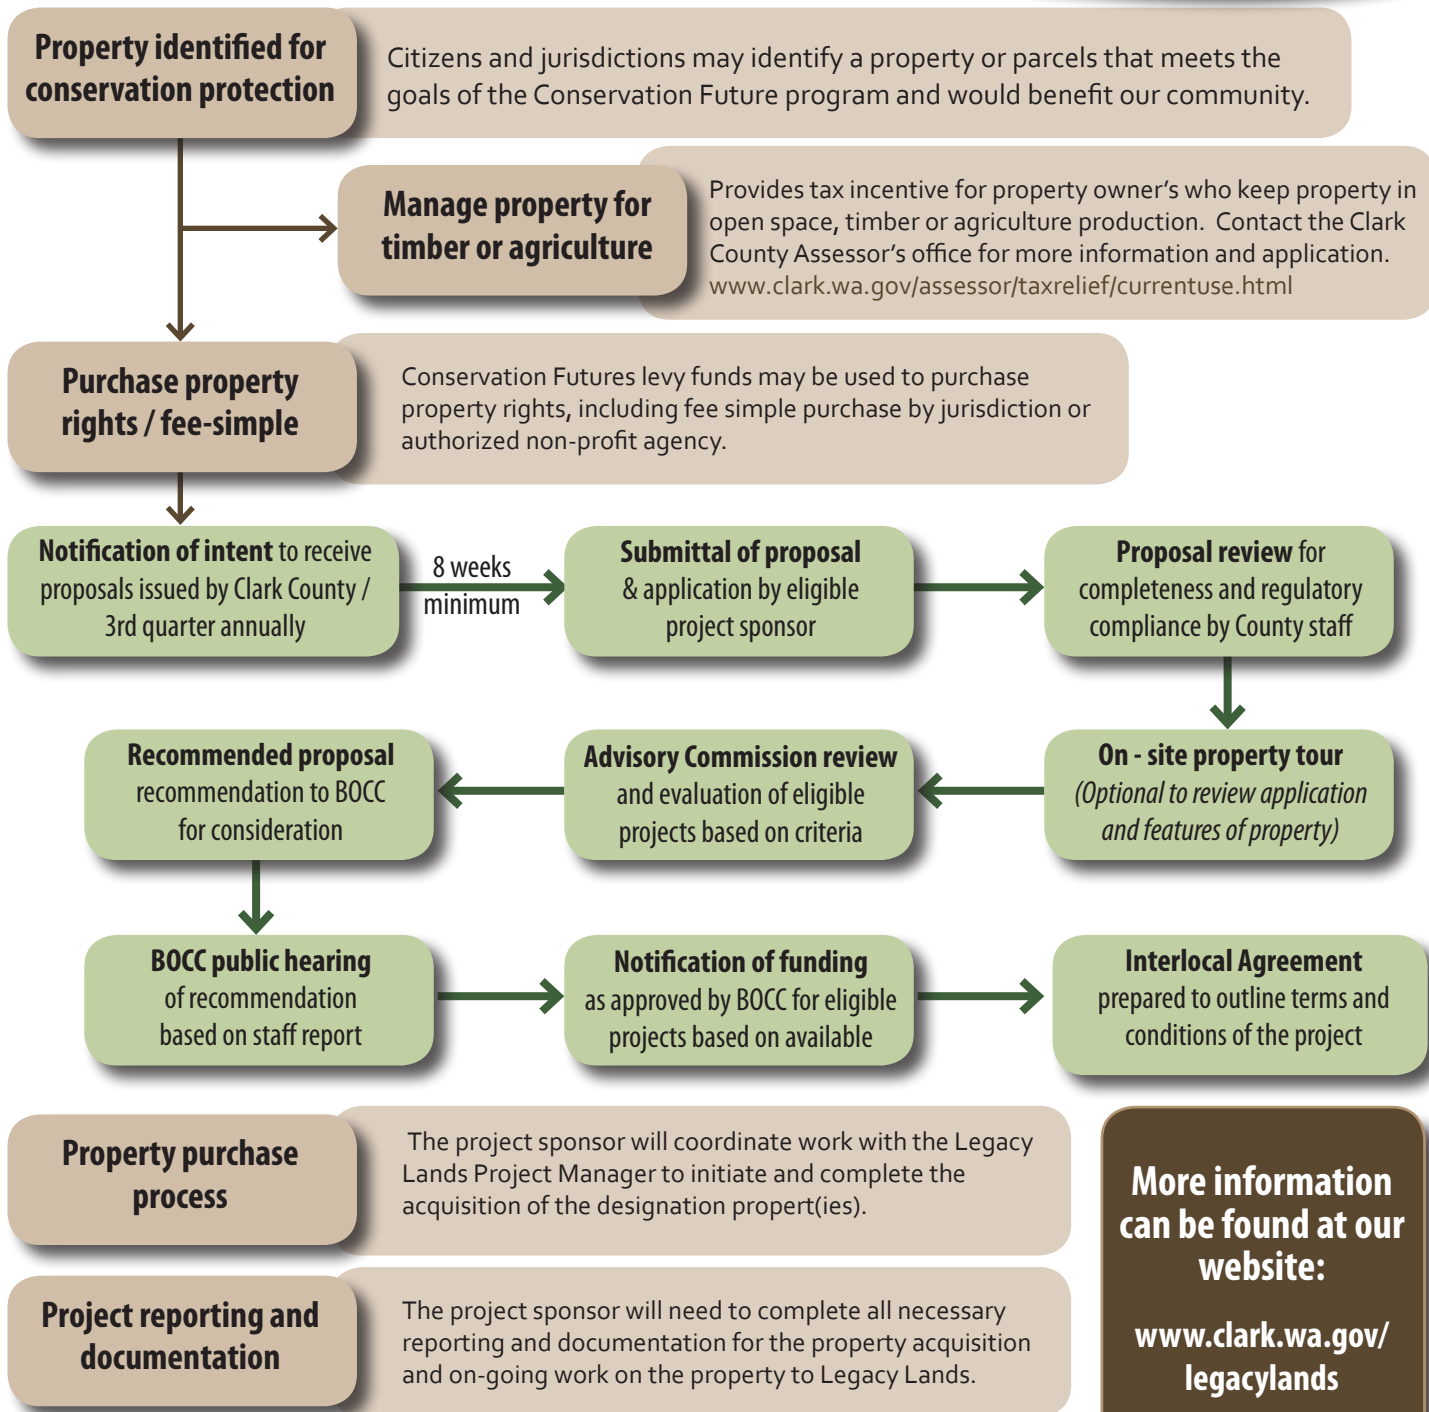 Property identified for
conservation protection
Citizens and jurisdictions may identify a property or parcels that meets the
goals of the Conservation Future program and would benefit our community.
Manage property for
timber or agriculture
Provides tax incentive for property owner's who keep property in
open space, timber or agriculture production.  Contact the Clark
County Assessor's office for more information and application.
www.clark.wa.gov/assessor/taxrelief/currentuse.html
Purchase property
rights / fee-simple
Conservation Futures levy funds may be used to purchase
property rights, including fee simple purchase by jurisdiction or
authorized non-profit agency.
Notification of intent to receive
proposals issued by Clark County /
3rd quarter annually
8 weeks
minimum
Submittal of proposal
& application by eligible
project sponsor
Proposal review for
completeness and regulatory
compliance by County staff
On - site property tour
(Optional to review application
and features of property)
Advisory Commission review
and evaluation of eligible
projects based on criteria
Recommended proposal
recommendation to BOCC
for consideration
BOCC public hearing
of recommendation
based on staff report
Notification of funding
as approved by BOCC for eligible
projects based on available
Interlocal Agreement
prepared to outline terms and
conditions of the project
Property purchase
process
The project sponsor will coordinate work with the Legacy
Lands Project Manager to initiate and complete the
acquisition of the designation propert(ies).
Project reporting and
documentation
The project sponsor will need to complete all necessary
reporting and documentation for the property acquisition
and on-going work on the property to Legacy Lands.
More information
can be found at our
website:
www.clark.wa.gov/
legacylands